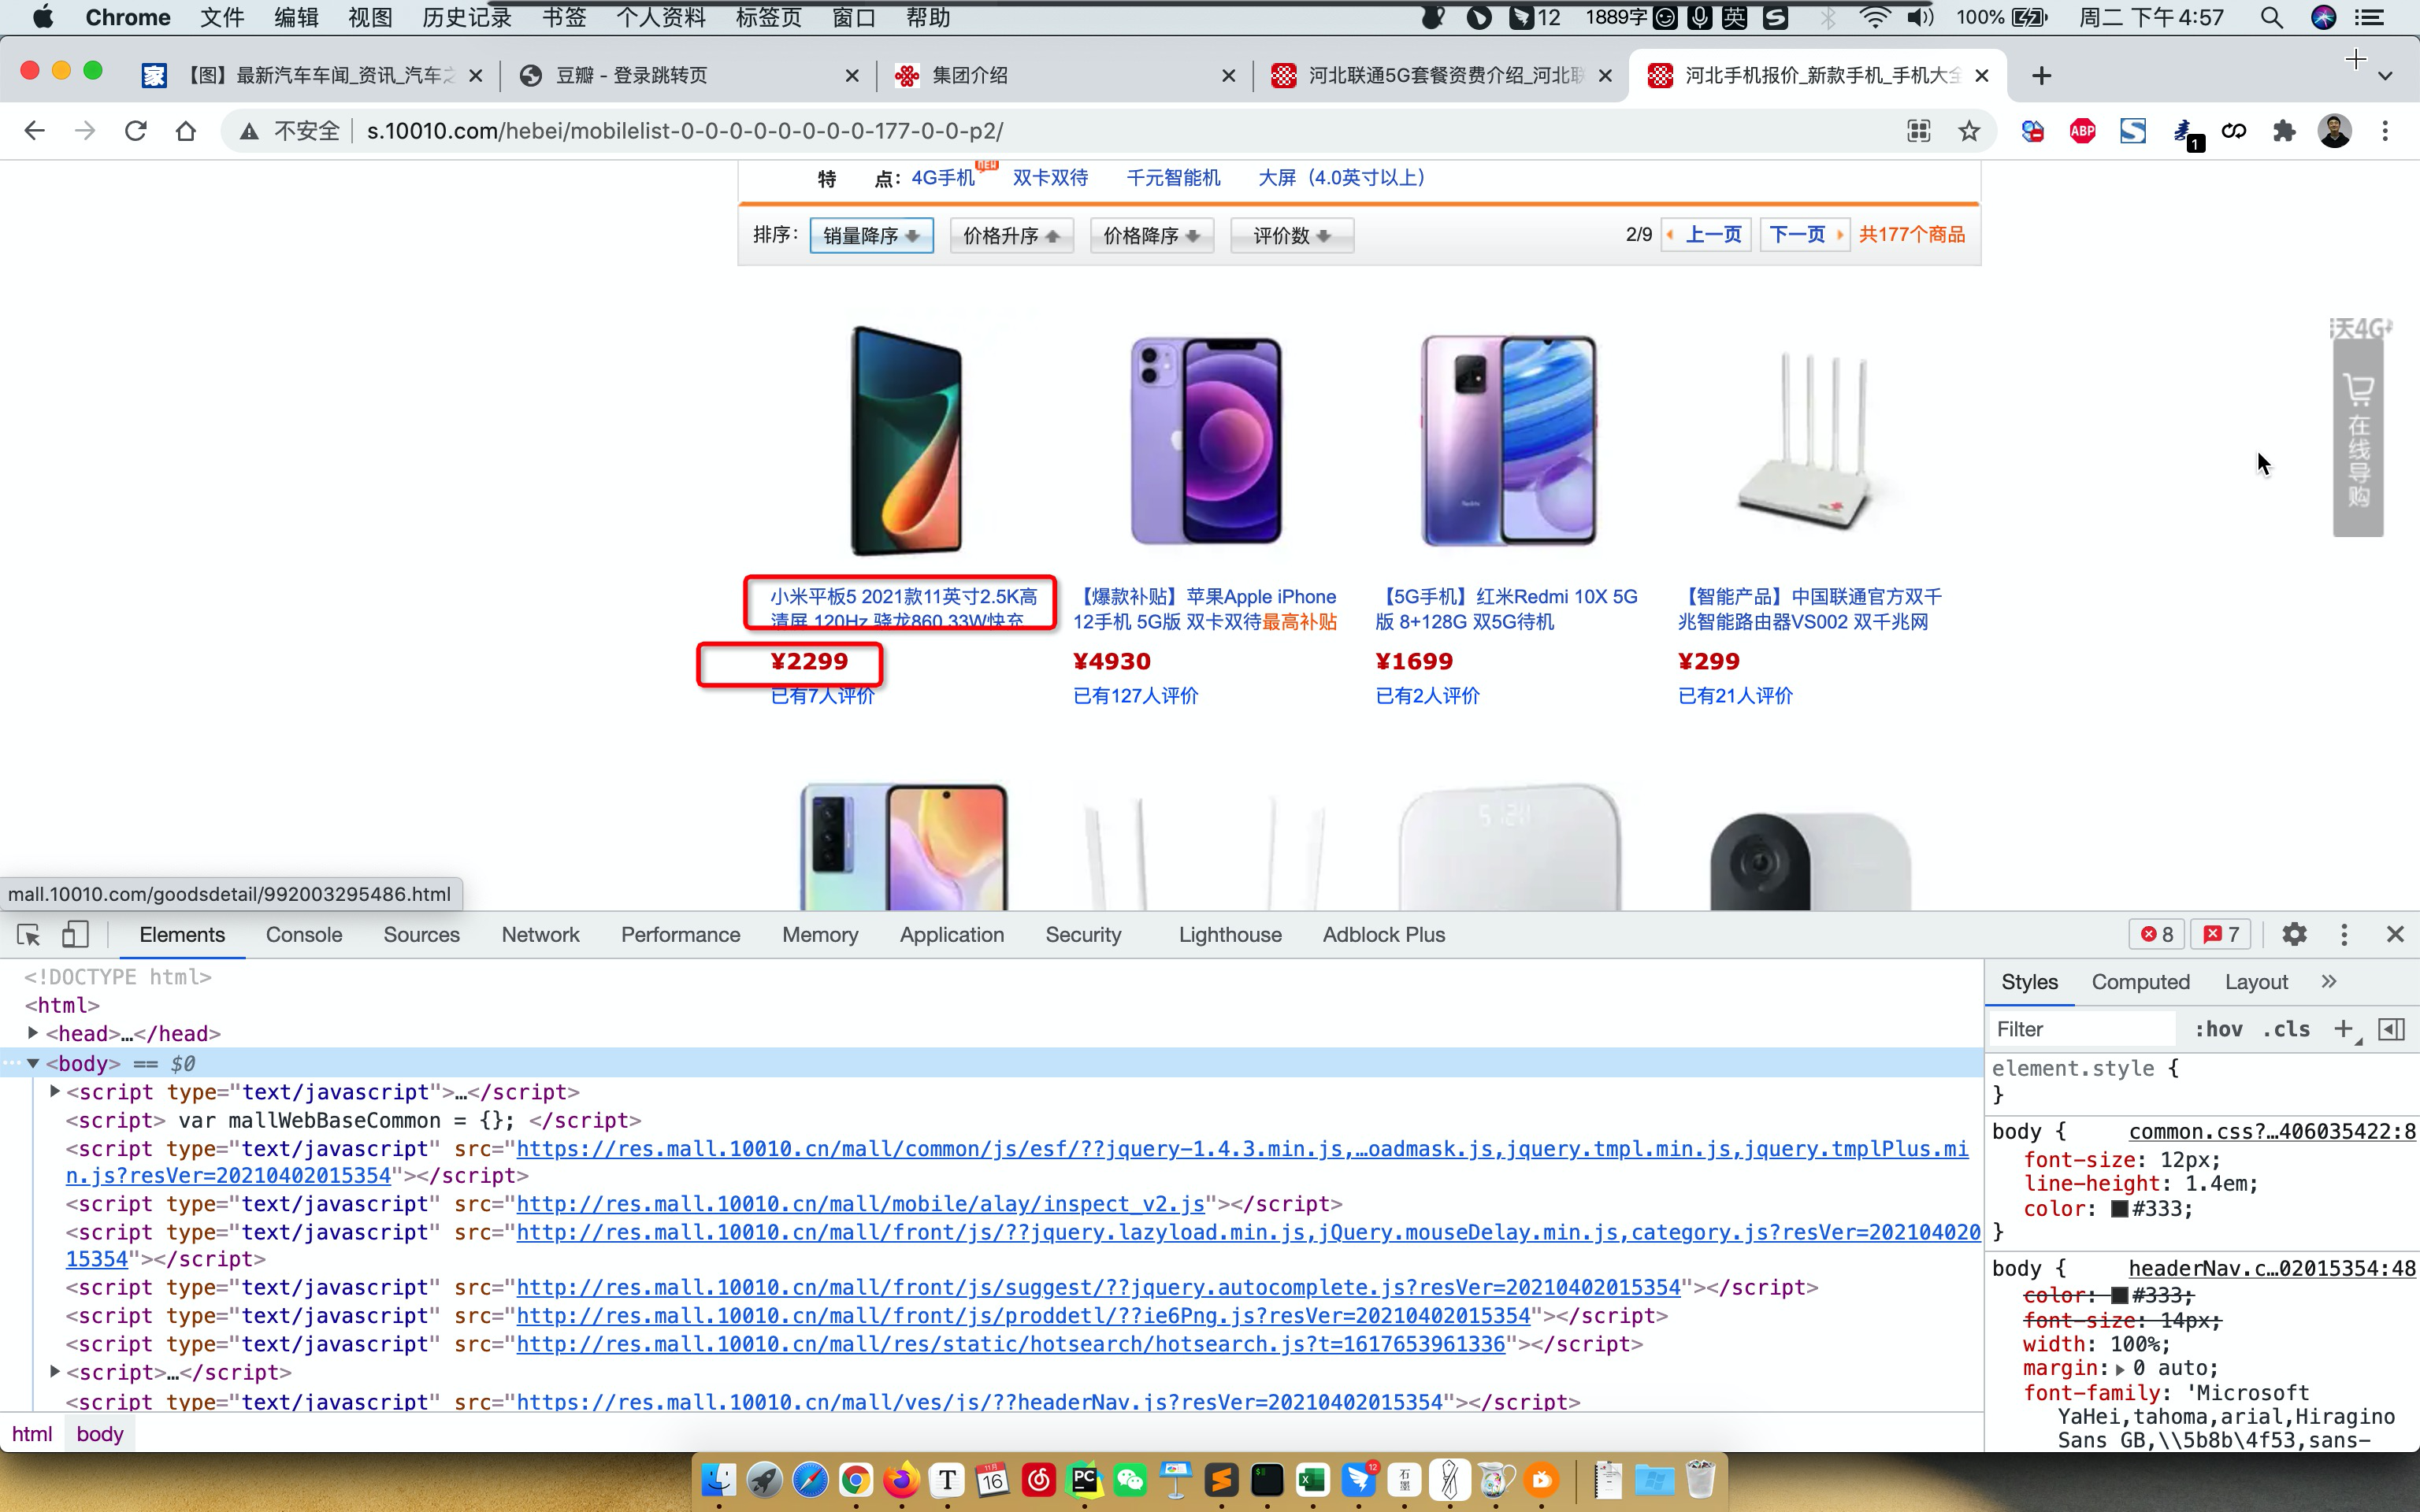 Chrome 文件 编辑 视图 历史记录 书签 个人资料 标签页 窗口 帮助 12 1889字 英 100% 周二 下午4:57
【图】最新汽车车闻_资讯_汽车之 豆瓣 - 登录跳转页 集团介绍 河北联通5G套餐资费介绍_河北联 河北手机报价_新款手机_手机大全
不安全 s.10010.com/hebei/mobilelist-0-0-0-0-0-0-0-0-177-0-0-p2/ ABP 1
特 点: 4G手机 NEW 双卡双待 千元智能机 大屏（4.0英寸以上）
排序: 销量降序 价格升序 价格降序 评价数 2/9 上一页 下一页 共177个商品
沃4G+
在线导购
小米平板5 2021款11英寸2.5K高
清屏 120Hz 骁龙860 33W快充
¥2299
已有7人评价
【爆款补贴】苹果Apple iPhone
12手机 5G版 双卡双待最高补贴
¥4930
已有127人评价
【5G手机】红米Redmi 10X 5G
版 8+128G 双5G待机
¥1699
已有2人评价
【智能产品】中国联通官方双千
兆智能路由器VS002 双千兆网
¥299
已有21人评价
mall.10010.com/goodsdetail/992003295486.html
Elements Console Sources Network Performance Memory Application Security Lighthouse Adblock Plus 8 7
<!DOCTYPE html>
<html>
<head>…</head>
<body> == $0
<script type="text/javascript">…</script>
<script> var mallWebBaseCommon = {}; </script>
<script type="text/javascript" src="https://res.mall.10010.cn/mall/common/js/esf/??jquery-1.4.3.min.js,…oadmask.js,jquery.tmpl.min.js,jquery.tmplPlus.mi
n.js?resVer=20210402015354"></script>
<script type="text/javascript" src="http://res.mall.10010.cn/mall/mobile/alay/inspect_v2.js"></script>
<script type="text/javascript" src="http://res.mall.10010.cn/mall/front/js/??jquery.lazyload.min.js,jQuery.mouseDelay.min.js,category.js?resVer=202104020
15354"></script>
<script type="text/javascript" src="http://res.mall.10010.cn/mall/front/js/suggest/??jquery.autocomplete.js?resVer=20210402015354"></script>
<script type="text/javascript" src="http://res.mall.10010.cn/mall/front/js/proddetl/??ie6Png.js?resVer=20210402015354"></script>
<script type="text/javascript" src="http://res.mall.10010.cn/mall/res/static/hotsearch/hotsearch.js?t=1617653961336"></script>
<script>…</script>
<script type="text/javascript" src="https://res.mall.10010.cn/mall/ves/js/??headerNav.js?resVer=20210402015354"></script>
html body
Styles Computed Layout
Filter :hov .cls
element.style {
}
body { common.css?…406035422:8
font-size: 12px;
line-height: 1.4em;
color: #333;
}
body { headerNav.c…02015354:48
color: #333;
font-size: 14px;
width: 100%;
margin: 0 auto;
font-family: 'Microsoft
YaHei,tahoma,arial,Hiragino
Sans GB,\\5b8b\4f53,sans-
T 11月 16 PC 12 石墨